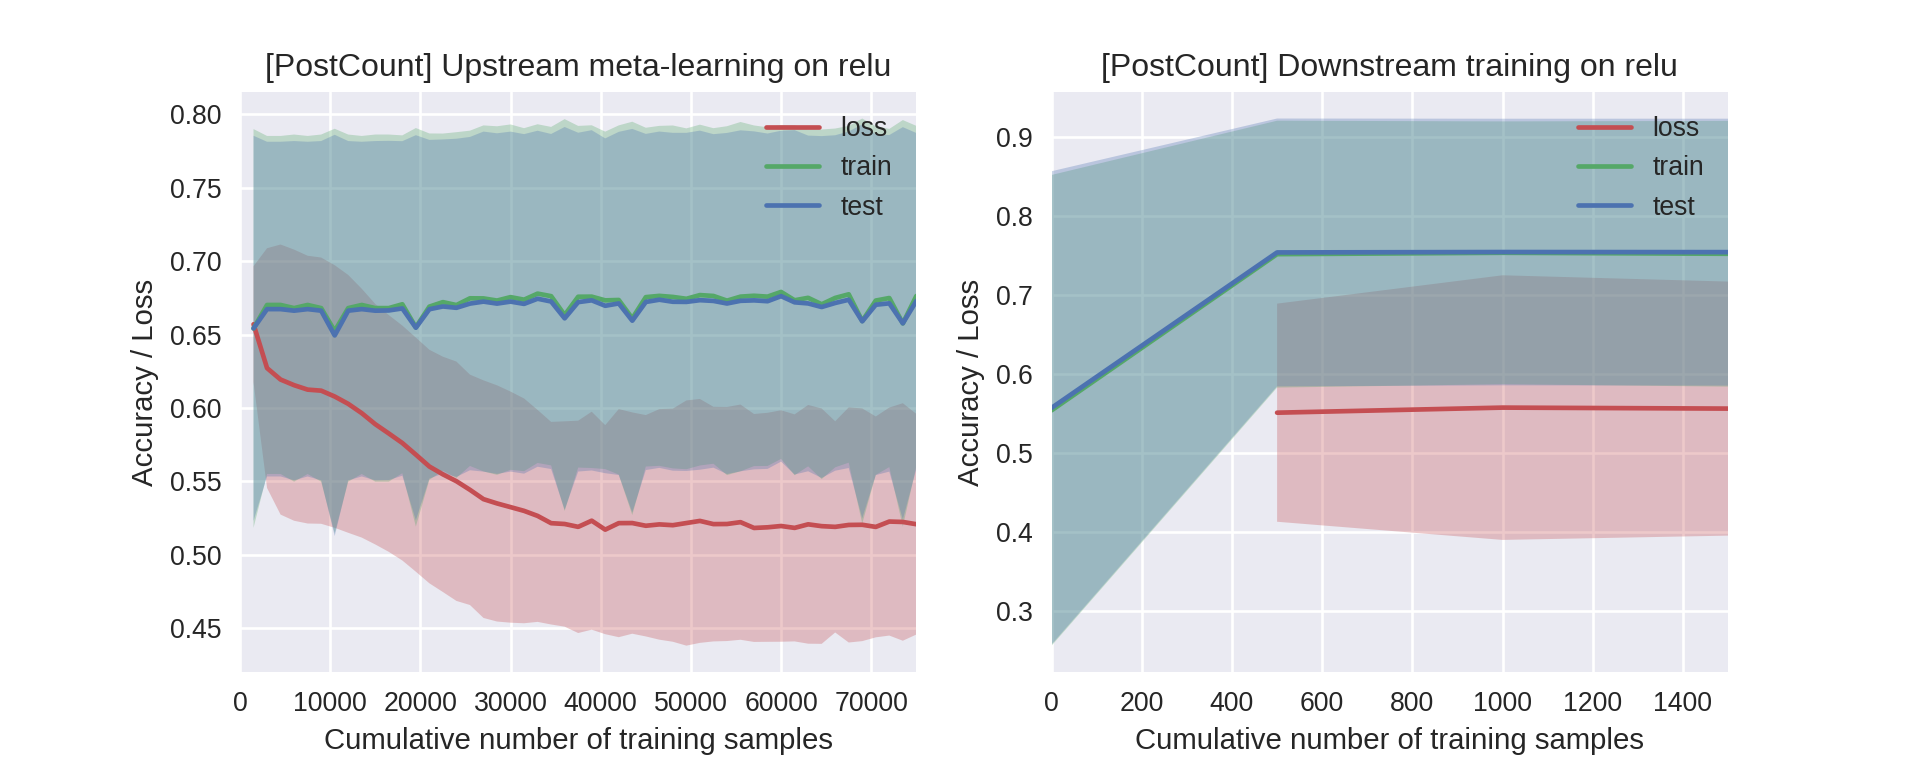 [PostCount] Upstream meta-learning on relu
0.80
0.75
0.70
0.65
0.60
0.55
0.50
0.45
Accuracy / Loss
loss
train
test
0 10000 20000 30000 40000 50000 60000 70000
Cumulative number of training samples
[PostCount] Downstream training on relu
0.9
0.8
0.7
0.6
0.5
0.4
0.3
Accuracy / Loss
loss
train
test
0 200 400 600 800 1000 1200 1400
Cumulative number of training samples